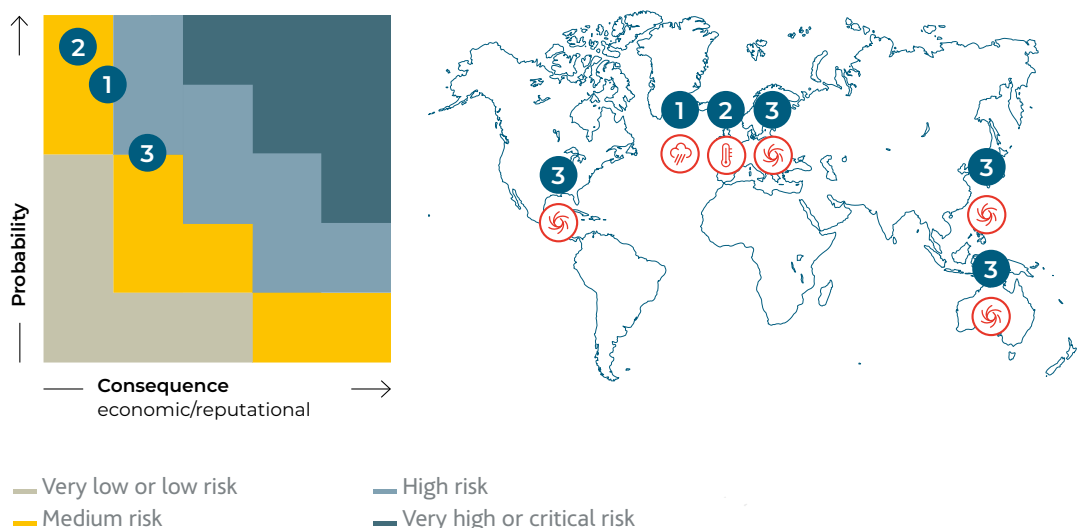 2
1
3
Probability
Consequence
economic/reputational
1
2
3
3
3
3
Very low or low risk
High risk
Medium risk
Very high or critical risk